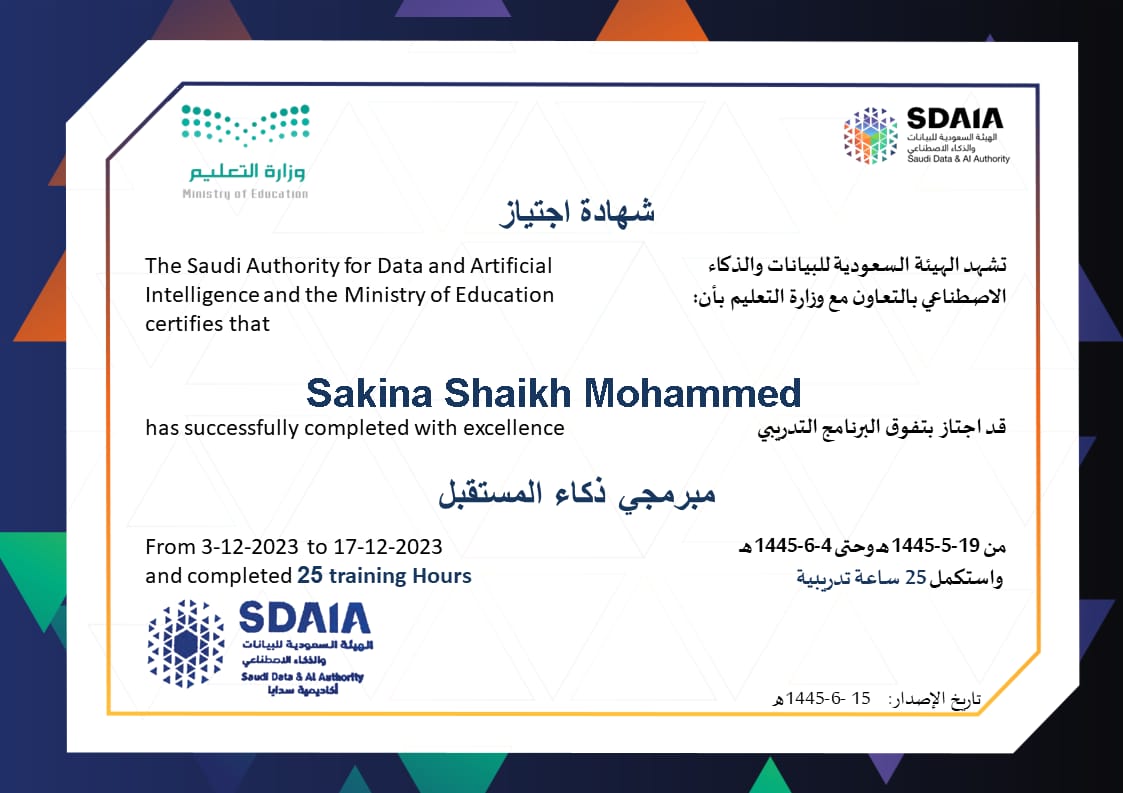 وزارة التعليم
Ministry of Education
SDAIA
الهيئة السعودية للبيانات
والذكاء الاصطناعي
Saudi Data & AI Authority
شهادة اجتياز
The Saudi Authority for Data and Artificial
Intelligence and the Ministry of Education
certifies that
تشهد الهيئة السعودية للبيانات والذكاء
الاصطناعي بالتعاون مع وزارة التعليم بأن:
Sakina Shaikh Mohammed
has successfully completed with excellence
قد اجتاز بتفوق البرنامج التدريبي
مبرمجي ذكاء المستقبل
From 3-12-2023 to 17-12-2023
and completed 25 training Hours
من 19-5-1445 هـ وحتى 4-6-1445 هـ
واستكمل 25 ساعة تدريبية
SDAIA
الهيئة السعودية للبيانات
والذكاء الاصطناعي
Saudi Data & AI Authority
أكاديمية سدايا
تاريخ الإصدار: 15 -6-1445هـ